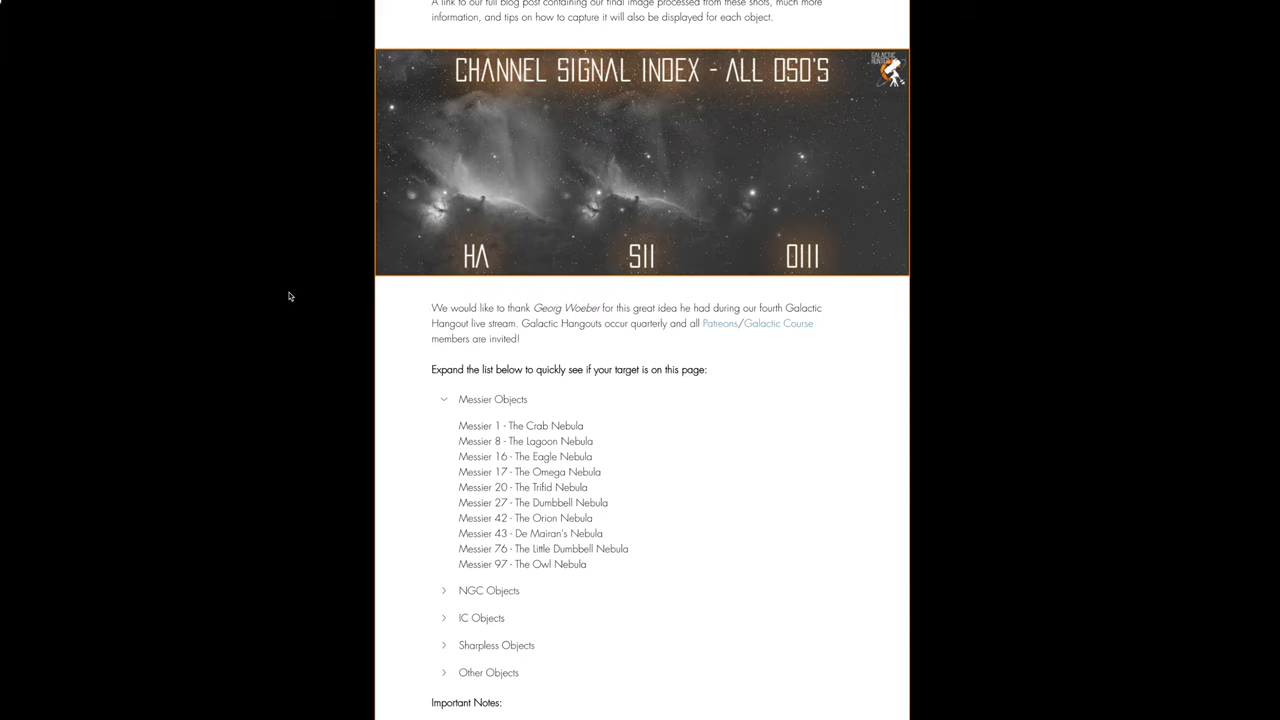 A link to our full blog post containing our final image processed from these shots, much more
information, and tips on how to capture it will also be displayed for each object.
CHANNEL SIGNAL INDEX - ALL DSO'S
GALACTIC
HUNTER
HA
SII
OIII
We would like to thank Georg Woeber for this great idea he had during our fourth Galactic
Hangout live stream. Galactic Hangouts occur quarterly and all Patreons/Galactic Course
members are invited!
Expand the list below to quickly see if your target is on this page:
Messier Objects
Messier 1 - The Crab Nebula
Messier 8 - The Lagoon Nebula
Messier 16 - The Eagle Nebula
Messier 17 - The Omega Nebula
Messier 20 - The Trifid Nebula
Messier 27 - The Dumbbell Nebula
Messier 42 - The Orion Nebula
Messier 43 - De Mairan's Nebula
Messier 76 - The Little Dumbbell Nebula
Messier 97 - The Owl Nebula
NGC Objects
IC Objects
Sharpless Objects
Other Objects
Important Notes: